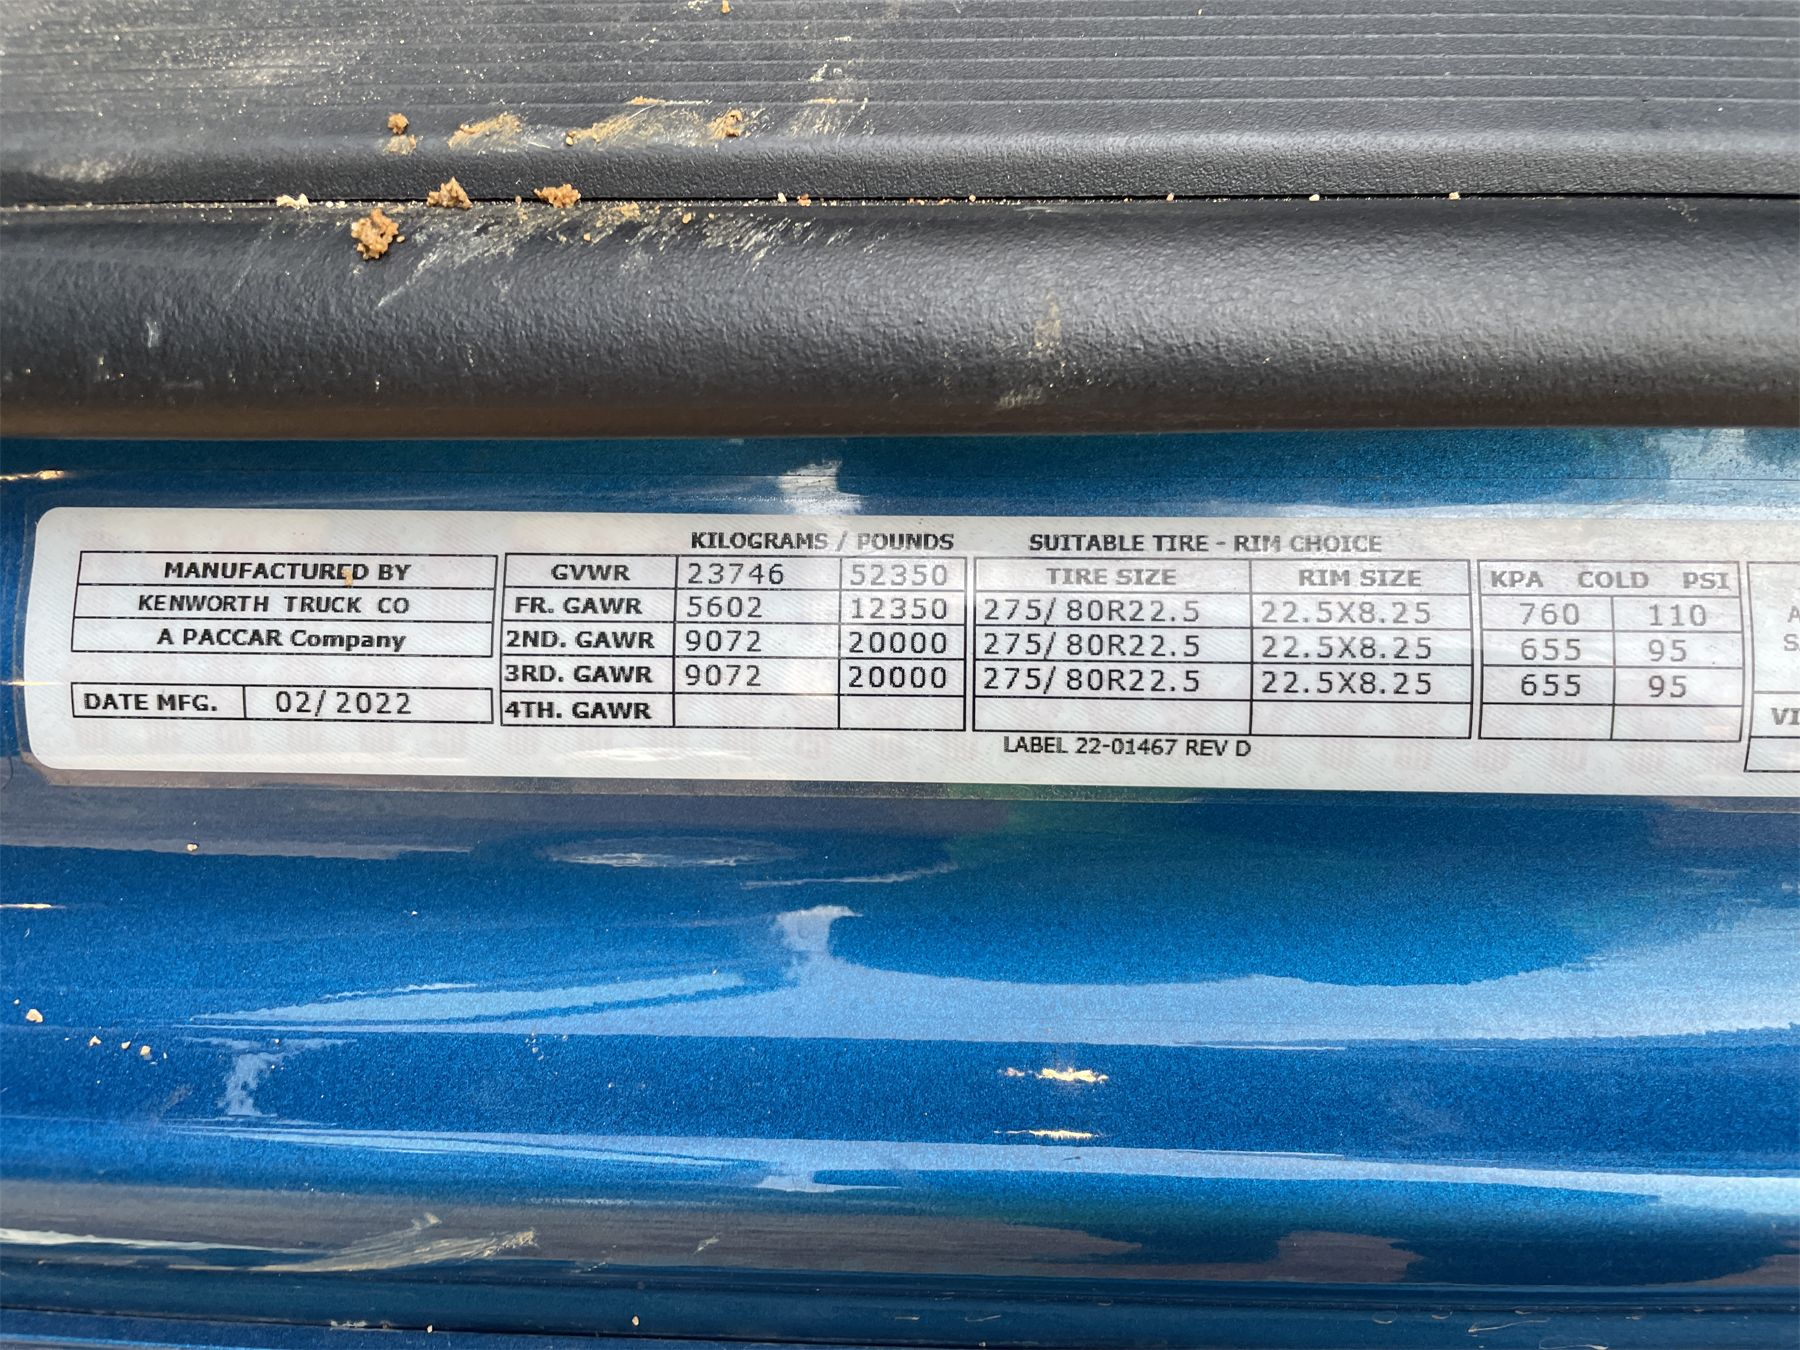 KILOGRAMS / POUNDS SUITABLE TIRE - RIM CHOICE
MANUFACTURED BY GVWR 23746 52350 TIRE SIZE RIM SIZE KPA COLD PSI
KENWORTH TRUCK CO FR. GAWR 5602 12350 275/80R22.5 22.5X8.25 760 110
A PACCAR Company 2ND. GAWR 9072 20000 275/80R22.5 22.5X8.25 655 95
3RD. GAWR 9072 20000 275/80R22.5 22.5X8.25 655 95
DATE MFG. 02/2022 4TH. GAWR
LABEL 22-01467 REV D